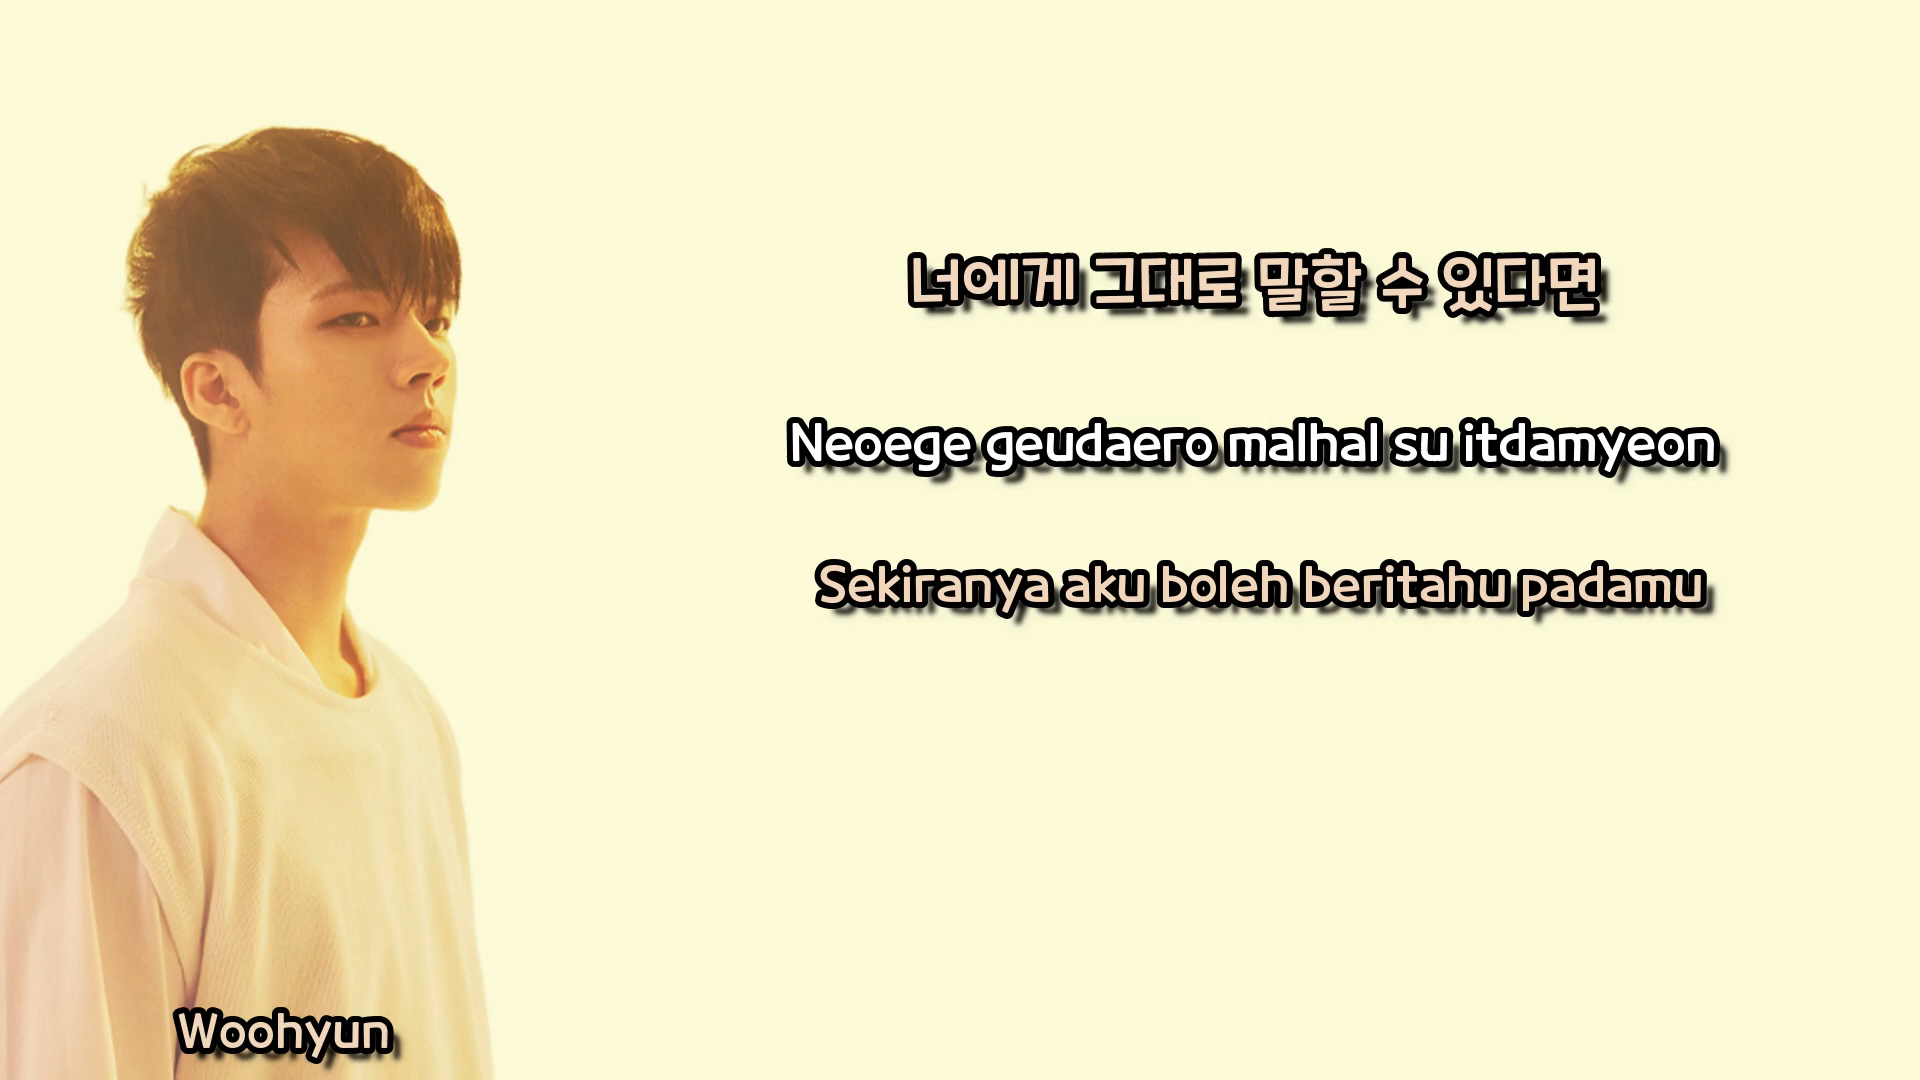 너에게 그대로 말할 수 있다면
Neoege geudaero malhal su itdamyeon
Sekiranya aku boleh beritahu padamu
Woohyun